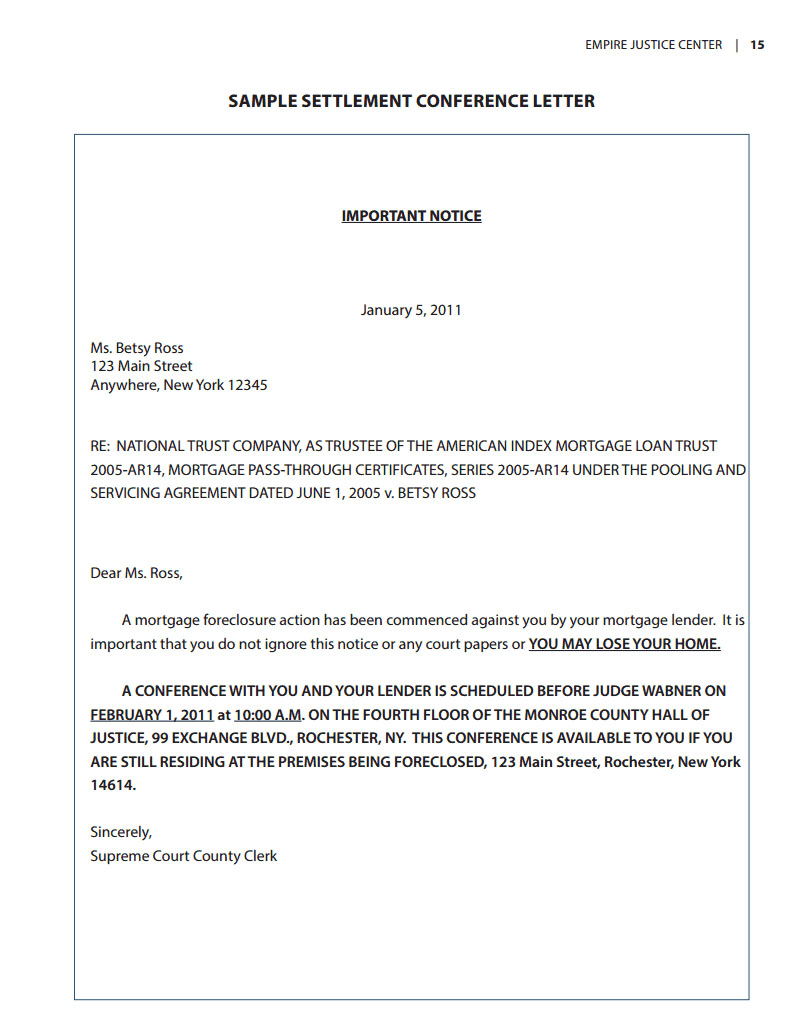 EMPIRE JUSTICE CENTER | 15
SAMPLE SETTLEMENT CONFERENCE LETTER
IMPORTANT NOTICE
January 5, 2011
Ms. Betsy Ross
123 Main Street
Anywhere, New York 12345
RE: NATIONAL TRUST COMPANY, AS TRUSTEE OF THE AMERICAN INDEX MORTGAGE LOAN TRUST
2005-AR14, MORTGAGE PASS-THROUGH CERTIFICATES, SERIES 2005-AR14 UNDER THE POOLING AND
SERVICING AGREEMENT DATED JUNE 1, 2005 v. BETSY ROSS
Dear Ms. Ross,
A mortgage foreclosure action has been commenced against you by your mortgage lender. It is
important that you do not ignore this notice or any court papers or YOU MAY LOSE YOUR HOME.
A CONFERENCE WITH YOU AND YOUR LENDER IS SCHEDULED BEFORE JUDGE WABNER ON
FEBRUARY 1, 2011 at 10:00 A.M. ON THE FOURTH FLOOR OF THE MONROE COUNTY HALL OF
JUSTICE, 99 EXCHANGE BLVD., ROCHESTER, NY. THIS CONFERENCE IS AVAILABLE TO YOU IF YOU
ARE STILL RESIDING AT THE PREMISES BEING FORECLOSED, 123 Main Street, Rochester, New York
14614.
Sincerely,
Supreme Court County Clerk